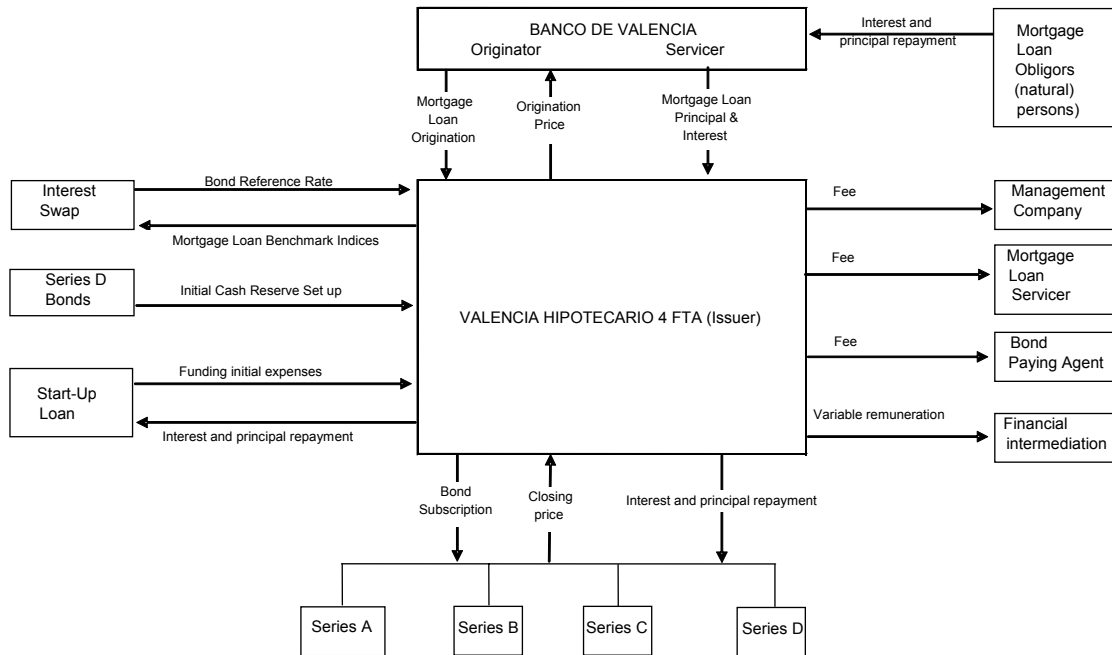 BANCO DE VALENCIA
Originator
Servicer
Interest and
principal repayment
Mortgage
Loan
Obligors
(natural)
persons)
Mortgage
Loan
Origination
Origination
Price
Mortgage Loan
Principal &
Interest
Interest
Swap
Bond Reference Rate
Mortgage Loan Benchmark Indices
Series D
Bonds
Initial Cash Reserve Set up
Start-Up
Loan
Funding initial expenses
Interest and principal repayment
VALENCIA HIPOTECARIO 4 FTA (Issuer)
Fee
Management
Company
Fee
Mortgage
Loan
Servicer
Fee
Bond
Paying Agent
Variable remuneration
Financial
intermediation
Bond
Subscription
Closing
price
Interest and principal repayment
Series A
Series B
Series C
Series D